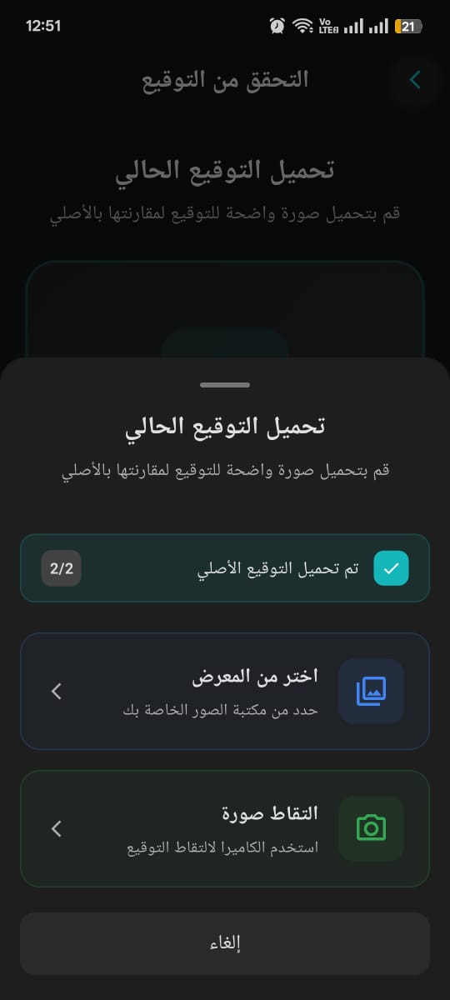 12:51
Vo
LTE2
21
التحقق من التوقيع
تحميل التوقيع الحالي
قم بتحميل صورة واضحة للتوقيع لمقارنتها بالأصلي
تحميل التوقيع الحالي
قم بتحميل صورة واضحة للتوقيع لمقارنتها بالأصلي
تم تحميل التوقيع الأصلي
2/2
اختر من المعرض
حدد من مكتبة الصور الخاصة بك
التقاط صورة
استخدم الكاميرا لالتقاط التوقيع
إلغاء